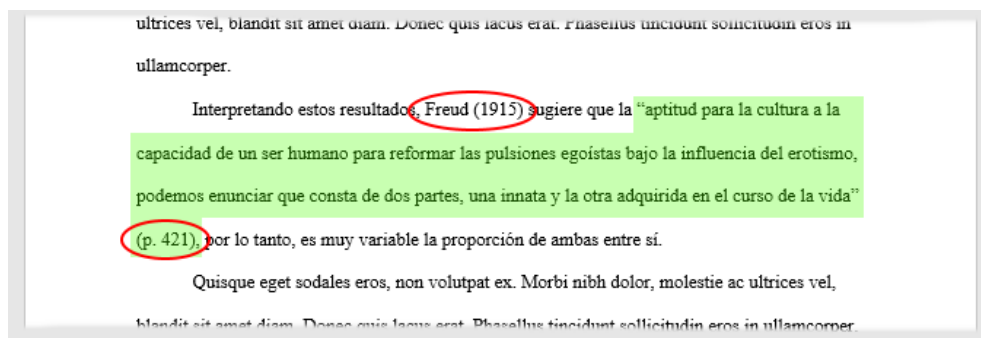 ultrices vel, blandit sit amet diam. Donec quis lacus erat. Phasellus tincidunt sollicitudin eros in
ullamcorper.
Interpretando estos resultados, Freud (1915) sugiere que la “aptitud para la cultura a la
capacidad de un ser humano para reformar las pulsiones egoístas bajo la influencia del erotismo,
podemos enunciar que consta de dos partes, una innata y la otra adquirida en el curso de la vida”
(p. 421), por lo tanto, es muy variable la proporción de ambas entre sí.
Quisque eget sodales eros, non volutpat ex. Morbi nibh dolor, molestie ac ultrices vel,
blandit sit amet diam. Donec quis lacus erat. Phasellus tincidunt sollicitudin eros in ullamcorper.